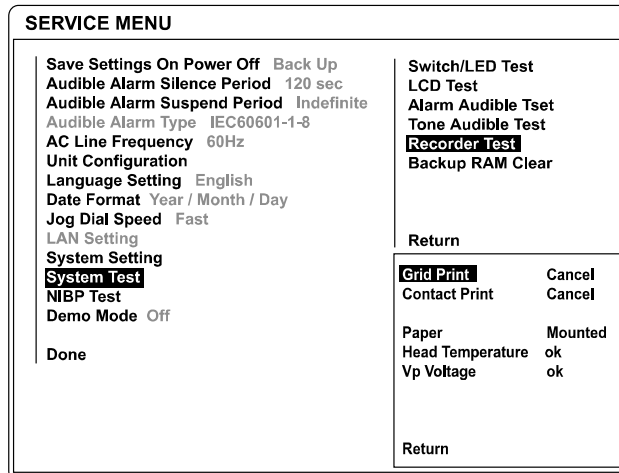 SERVICE MENU
Save Settings On Power Off Back Up
Audible Alarm Silence Period 120 sec
Audible Alarm Suspend Period Indefinite
Audible Alarm Type IEC60601-1-8
AC Line Frequency 60Hz
Unit Configuration
Language Setting English
Date Format Year / Month / Day
Jog Dial Speed Fast
LAN Setting
System Setting
System Test
NIBP Test
Demo Mode Off
Done
Switch/LED Test
LCD Test
Alarm Audible Tset
Tone Audible Test
Recorder Test
Backup RAM Clear
Return
Grid Print Cancel
Contact Print Cancel
Paper Mounted
Head Temperature ok
Vp Voltage ok
Return